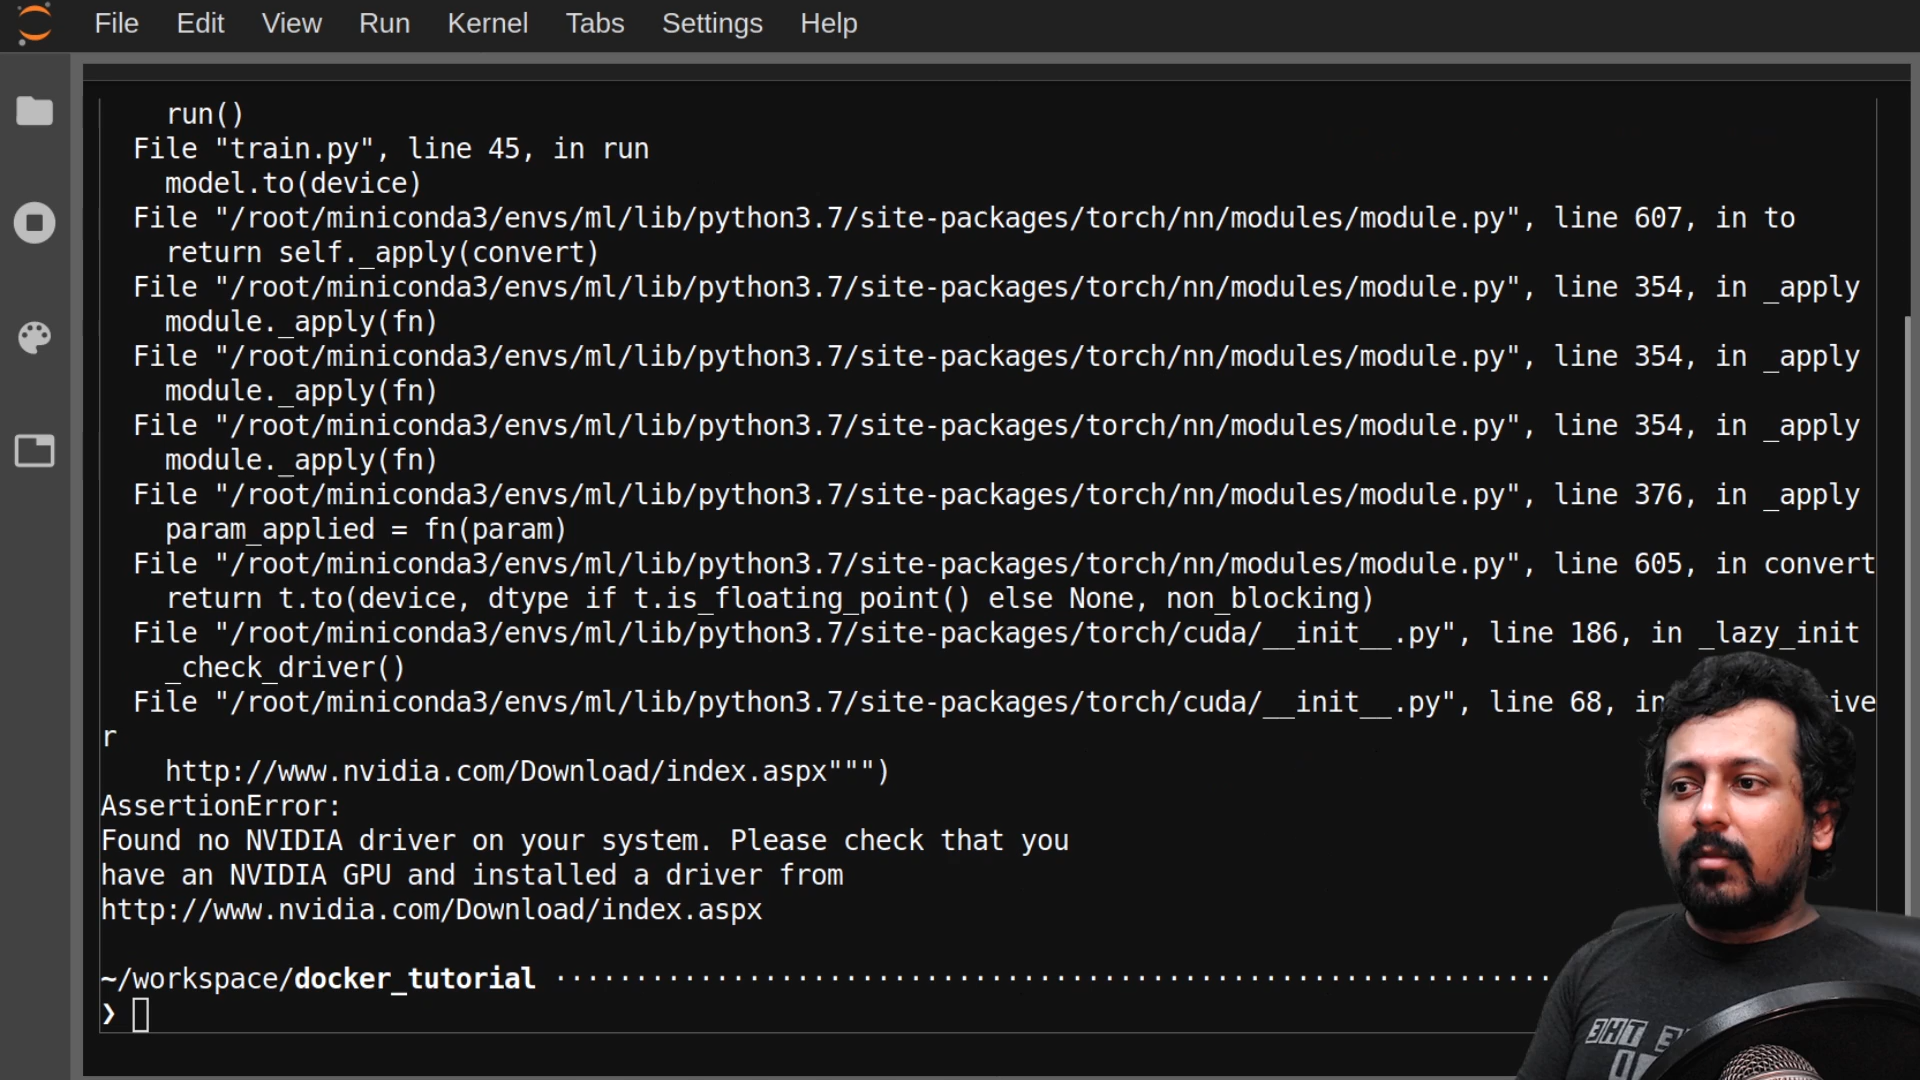 File Edit View Run Kernel Tabs Settings Help
run()
File "train.py", line 45, in run
model.to(device)
File "/root/miniconda3/envs/ml/lib/python3.7/site-packages/torch/nn/modules/module.py", line 607, in to
return self._apply(convert)
File "/root/miniconda3/envs/ml/lib/python3.7/site-packages/torch/nn/modules/module.py", line 354, in _apply
module._apply(fn)
File "/root/miniconda3/envs/ml/lib/python3.7/site-packages/torch/nn/modules/module.py", line 354, in _apply
module._apply(fn)
File "/root/miniconda3/envs/ml/lib/python3.7/site-packages/torch/nn/modules/module.py", line 354, in _apply
module._apply(fn)
File "/root/miniconda3/envs/ml/lib/python3.7/site-packages/torch/nn/modules/module.py", line 376, in _apply
param_applied = fn(param)
File "/root/miniconda3/envs/ml/lib/python3.7/site-packages/torch/nn/modules/module.py", line 605, in convert
return t.to(device, dtype if t.is_floating_point() else None, non_blocking)
File "/root/miniconda3/envs/ml/lib/python3.7/site-packages/torch/cuda/__init__.py", line 186, in _lazy_init
_check_driver()
File "/root/miniconda3/envs/ml/lib/python3.7/site-packages/torch/cuda/__init__.py", line 68, in ive
r
http://www.nvidia.com/Download/index.aspx""")
AssertionError:
Found no NVIDIA driver on your system. Please check that you
have an NVIDIA GPU and installed a driver from
http://www.nvidia.com/Download/index.aspx
~/workspace/docker_tutorial ·····························································
❯